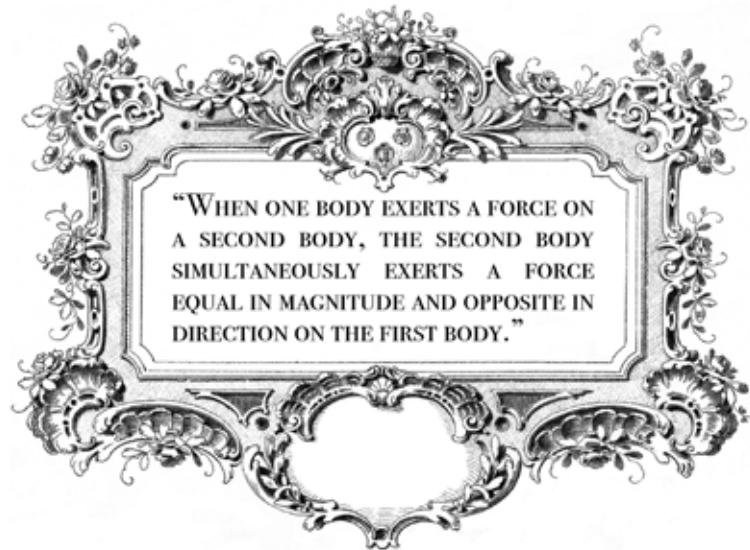 “When one body exerts a force on
a second body, the second body
simultaneously exerts a force
equal in magnitude and opposite in
direction on the first body.”